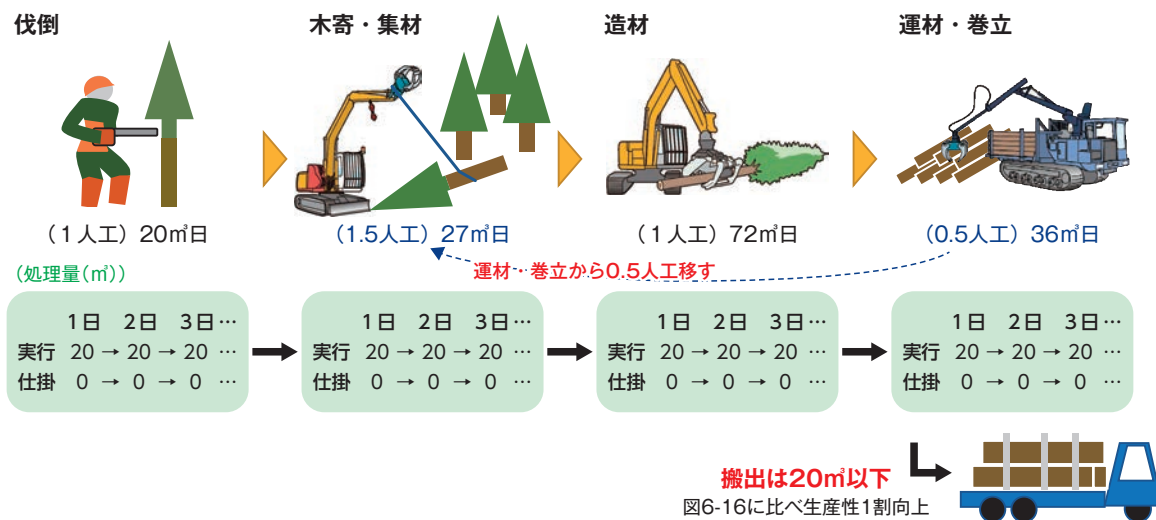 伐倒
木寄・集材
造材
運材・巻立
（1人工）20㎥日
（1.5人工）27㎥日
（1人工）72㎥日
（0.5人工）36㎥日
(処理量(㎥))
運材・巻立から0.5人工移す
1日 2日 3日…
実行 20 → 20 → 20 …
仕掛 0 → 0 → 0 …
1日 2日 3日…
実行 20 → 20 → 20 …
仕掛 0 → 0 → 0 …
1日 2日 3日…
実行 20 → 20 → 20 …
仕掛 0 → 0 → 0 …
1日 2日 3日…
実行 20 → 20 → 20 …
仕掛 0 → 0 → 0 …
搬出は20㎥以下
図6-16に比べ生産性1割向上